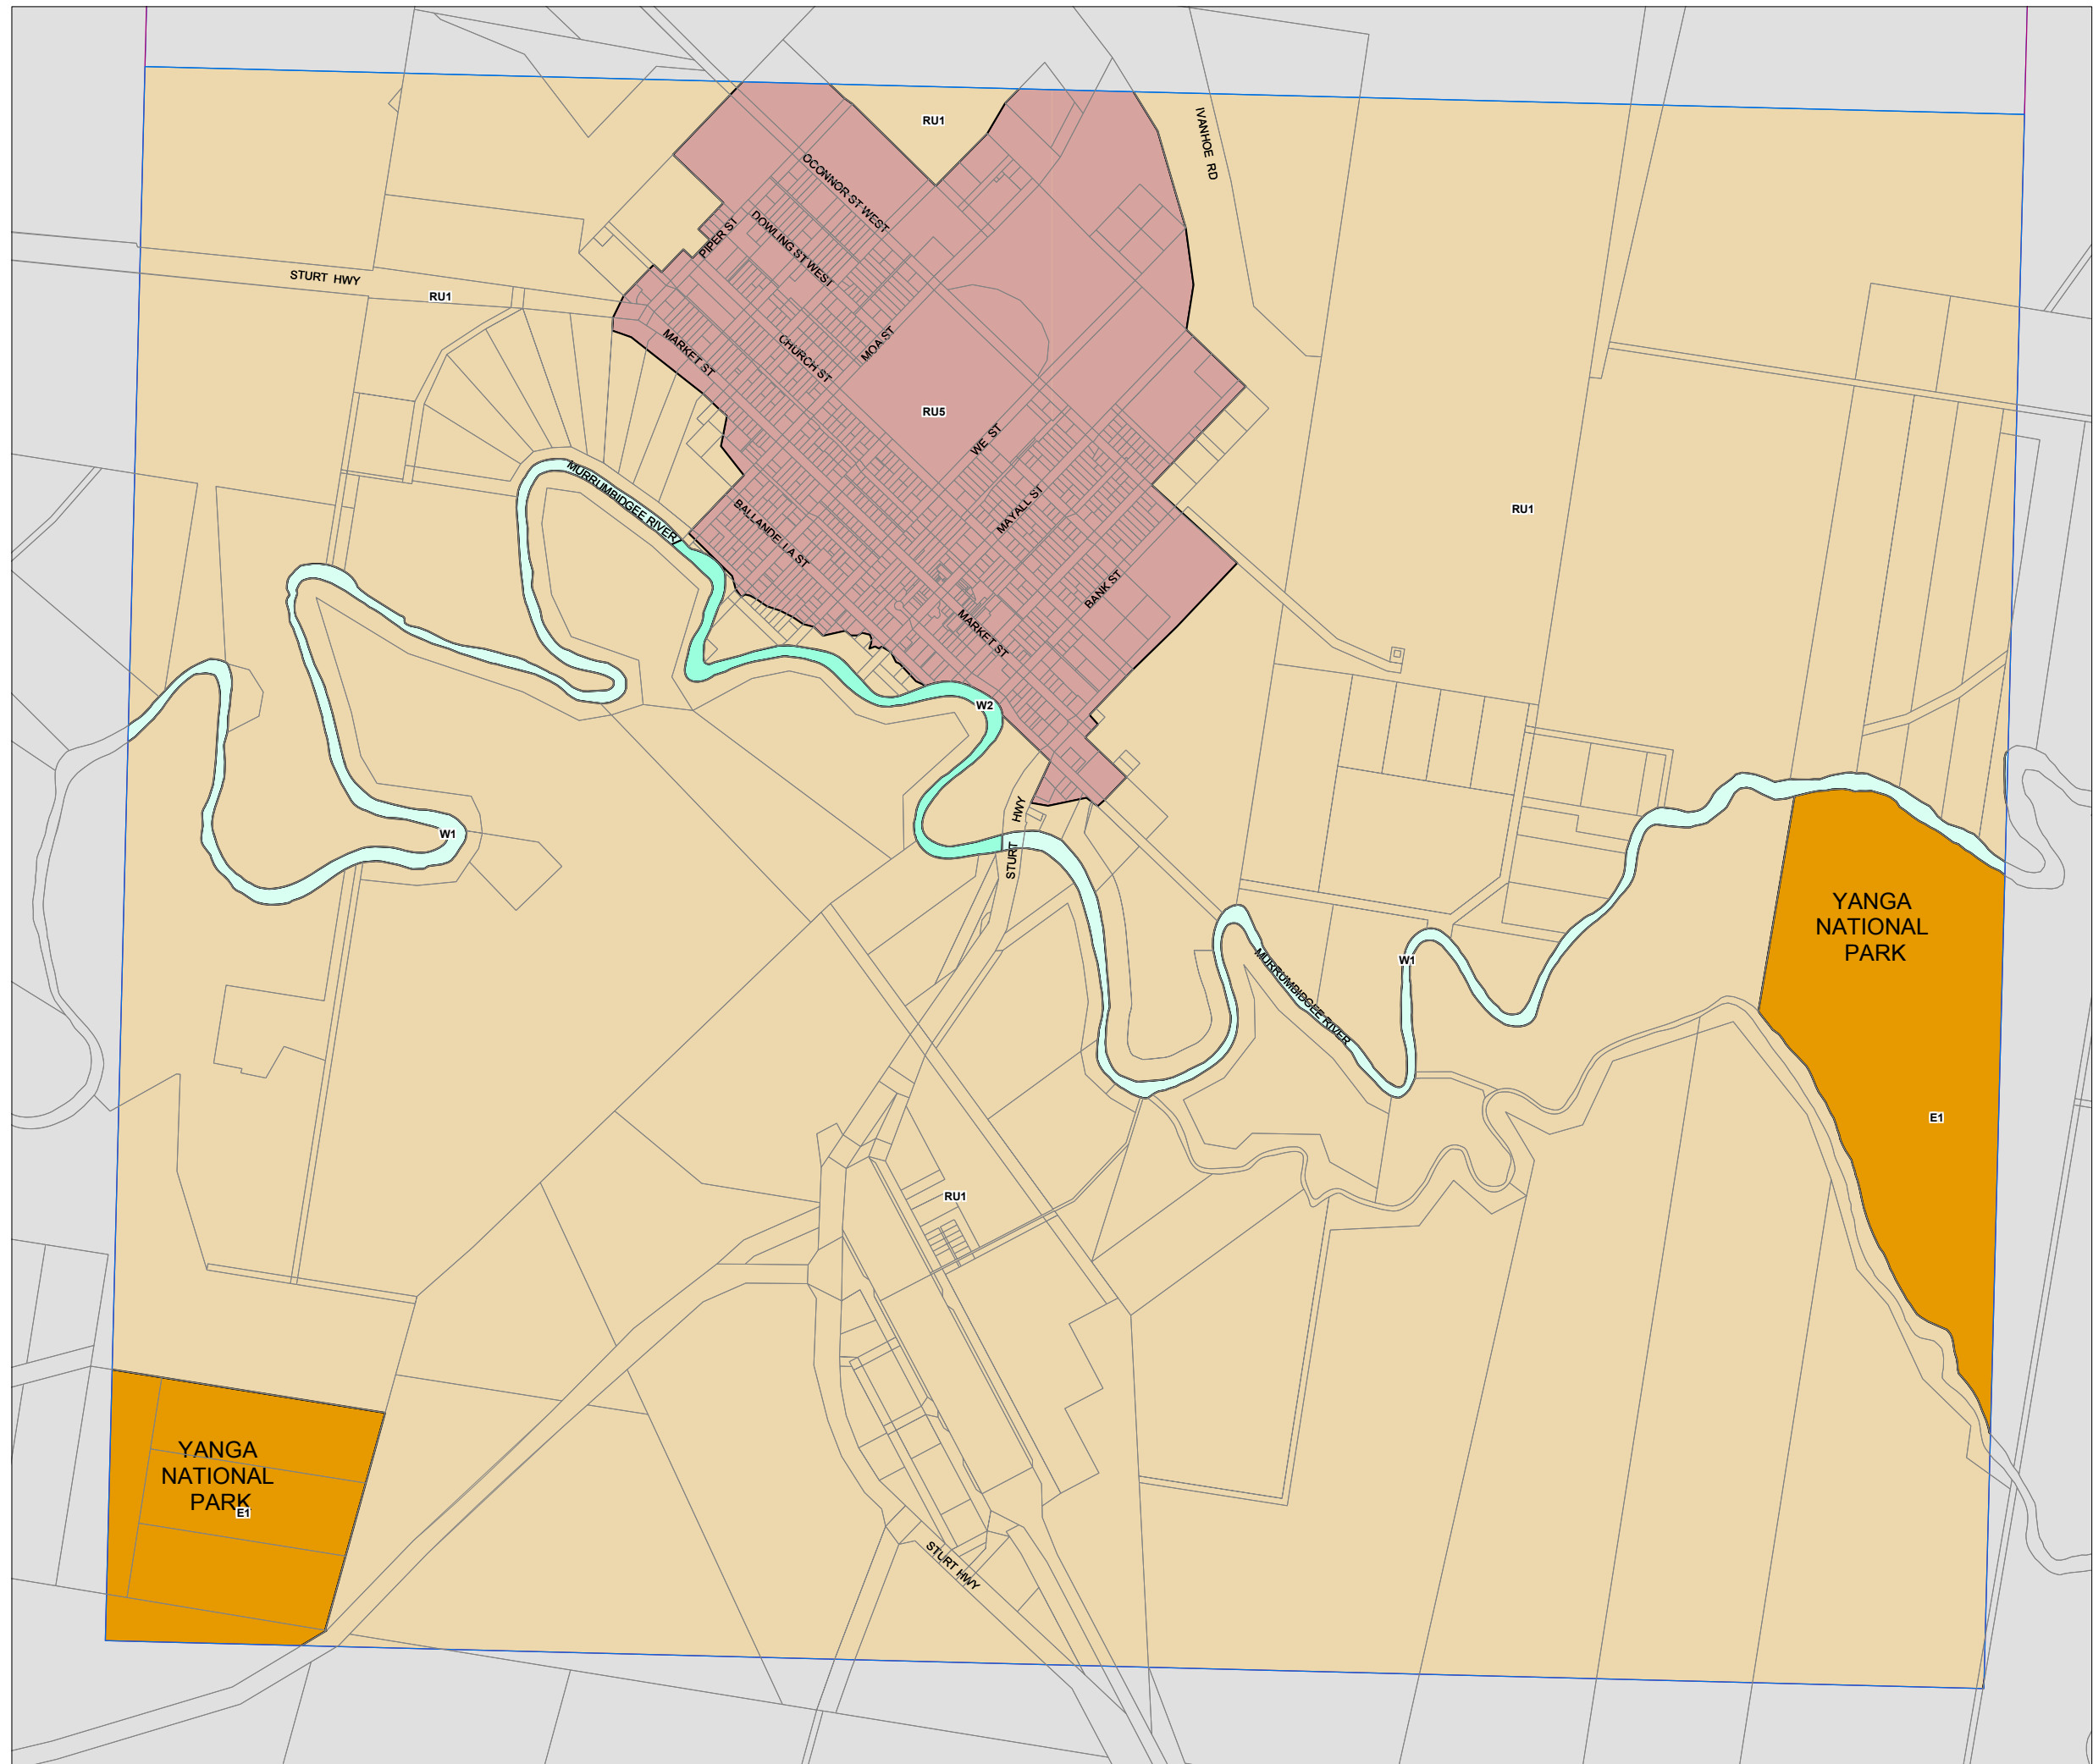 RU1
IVANHOE RD
OCONNOR ST WEST
PIPER ST
DOWLING ST WEST
STURT HWY
RU1
MARKET ST
CHURCH ST
MOA ST
RU5
WE ST
MURRUMBIDGEE RIVER
MAYALL ST
RU1
BALLANDELLA ST
BANK ST
MARKET ST
W2
STURT HWY
W1
YANGA
NATIONAL
PARK
W1
MURRUMBIDGEE RIVER
E1
RU1
YANGA
NATIONAL
PARK
E1
STURT HWY